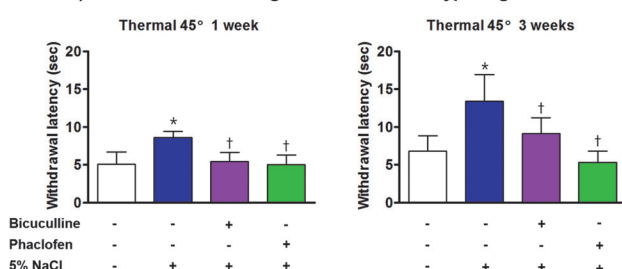 Thermal 45° 1 week
Thermal 45° 3 weeks
Withdrawal latency (sec)
20
15
10
5
0
* † †
Withdrawal latency (sec)
20
15
10
5
0
* † †
Bicuculline - - + - - - + -
Phaclofen - - - + - - - +
5% NaCl - + + + - + + +